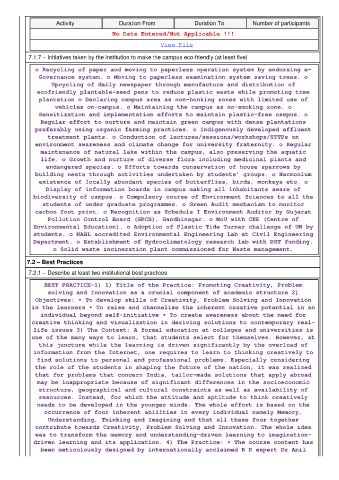 Activity Duration From Duration To Number of participants
No Data Entered/Not Applicable !!!
View File
7.1.7 – Initiatives taken by the institution to make the campus eco friendly (at least five)
o Recycling of paper and moving to paperless operation system by endorsing e-
Governance system. o Moving to paperless examination system saving trees. o
Upcycling of daily newspaper through manufacture and distribution of
ecofriendly plantable-seed pens to reduce plastic waste while promoting tree
plantation o Declaring campus area as non-honking zones with limited use of
vehicles on-campus. o Maintaining the campus as no-smoking zone. o
Sensitisation and implementation efforts to maintain plastic-free campus. o
Regular effort to nurture and maintain green campus with dense plantations
preferably using organic farming practices. o Indigenously developed effluent
treatment plants. o Conduction of lectures/sessions/workshops/STTPs on
environment awareness and climate change for university fraternity. o Regular
maintenance of natural lake within the campus, also preserving the aquatic
life. o Growth and nurture of diverse flora including medicinal plants and
endangered species. o Efforts towards conservation of house sparrows by
building nests through activities undertaken by students' groups. o Harmonium
existence of locally abundant species of butterflies, birds, monkeys etc. o
Display of information boards in campus making all inhabitants aware of
biodiversity of campus. o Compulsory course of Environment Sciences to all the
students of under graduate programmes. o Green Audit mechanism to monitor
carbon foot print. o Recognition as Schedule I Environment Auditor by Gujarat
Pollution Control Board (GPCB), Gandhinagar. o MoU with CEE (Centre of
Environmental Education). o Adoption of Plastic Tide Turner challenge of UN by
students. o NABL accredited Environmental Engineering Lab at Civil Engineering
Department. o Establishment of Hydroclimatology research lab with DST funding.
o Solid waste incineration plant commissioned for Waste management.
7.2 – Best Practices
7.2.1 – Describe at least two institutional best practices
BEST PRACTICE-1) 1) Title of the Practice: Promoting Creativity, Problem
solving and Innovation as a crucial component of academic structure 2)
Objectives: • To develop skills of Creativity, Problem Solving and Innovation
in the learners • To raise and channelize the inherent creative potential in an
individual beyond self-initiative • To create awareness about the need for
creative thinking and visualization in deriving solutions to contemporary real-
life issues 3) The Context: A formal education at colleges and universities is
one of the many ways to learn, that students select for themselves. However, at
this juncture while the learning is driven significantly by the overload of
information from the Internet, one requires to learn to thinking creatively to
find solutions to personal and professional problems. Especially considering
the role of the students in shaping the future of the nation, it was realized
that for problems that concern India, tailor-made solutions that apply abroad
may be inappropriate because of significant differences in the socioeconomic
structure, geographical and cultural constraints as well as availability of
resources. Instead, for which the attitude and aptitude to think creatively
needs to be developed in the younger minds. The whole effort is based on the
occurrence of four inherent abilities in every individual namely Memory,
Understanding, Thinking and Imagining and that all these four together
contribute towards Creativity, Problem Solving and Innovation. The whole idea
was to transform the memory and understanding-driven learning to imagination-
driven learning and its application. 4) The Practice: • The course content has
been meticulously designed by internationally acclaimed R D expert Dr Anil